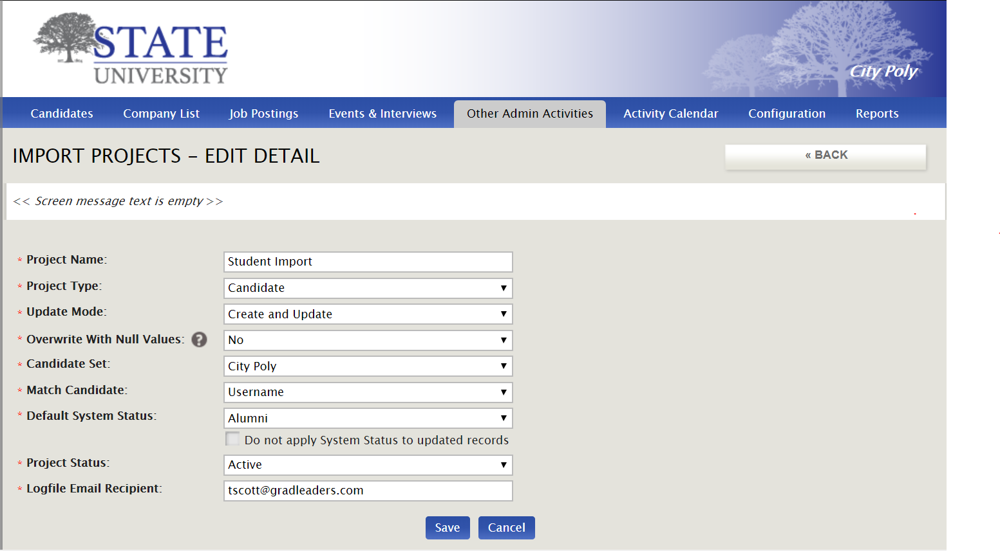 STATE
UNIVERSITY
City Poly
Candidates Company List Job Postings Events & Interviews Other Admin Activities Activity Calendar Configuration Reports
IMPORT PROJECTS – EDIT DETAIL
« BACK
<< Screen message text is empty >>
* Project Name: Student Import
* Project Type: Candidate
* Update Mode: Create and Update
* Overwrite With Null Values: ? No
* Candidate Set: City Poly
* Match Candidate: Username
* Default System Status: Alumni
Do not apply System Status to updated records
* Project Status: Active
* Logfile Email Recipient: tscott@gradleaders.com
Save Cancel